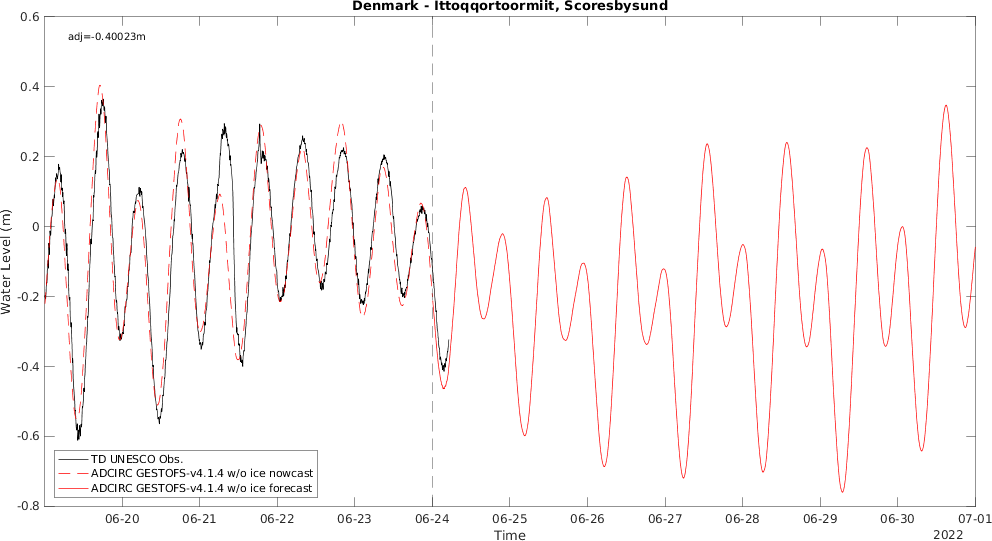 Denmark - Ittoqqortoormiit, Scoresbysund
adj=-0.40023m
Water Level (m)
0.6
0.4
0.2
0
-0.2
-0.4
-0.6
-0.8
TD UNESCO Obs.
ADCIRC GESTOFS-v4.1.4 w/o ice nowcast
ADCIRC GESTOFS-v4.1.4 w/o ice forecast
06-20 06-21 06-22 06-23 06-24 06-25 06-26 06-27 06-28 06-29 06-30 07-01
Time
2022